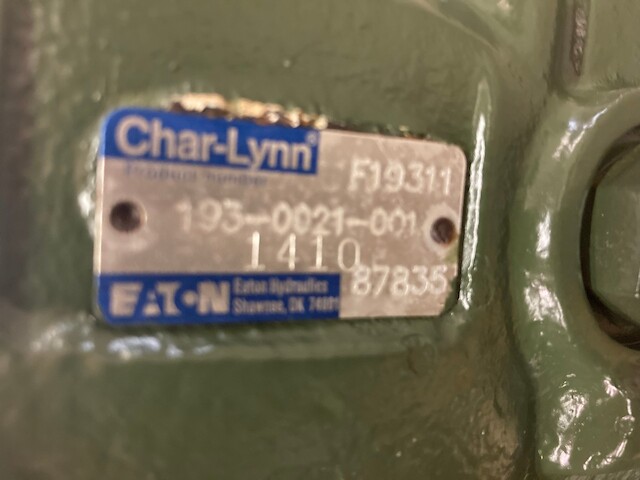 Char-Lynn®
Product number
F19311
193-0021-001
1410
87835
EATON Eaton Hydraulics
Shawnee, OK 74801